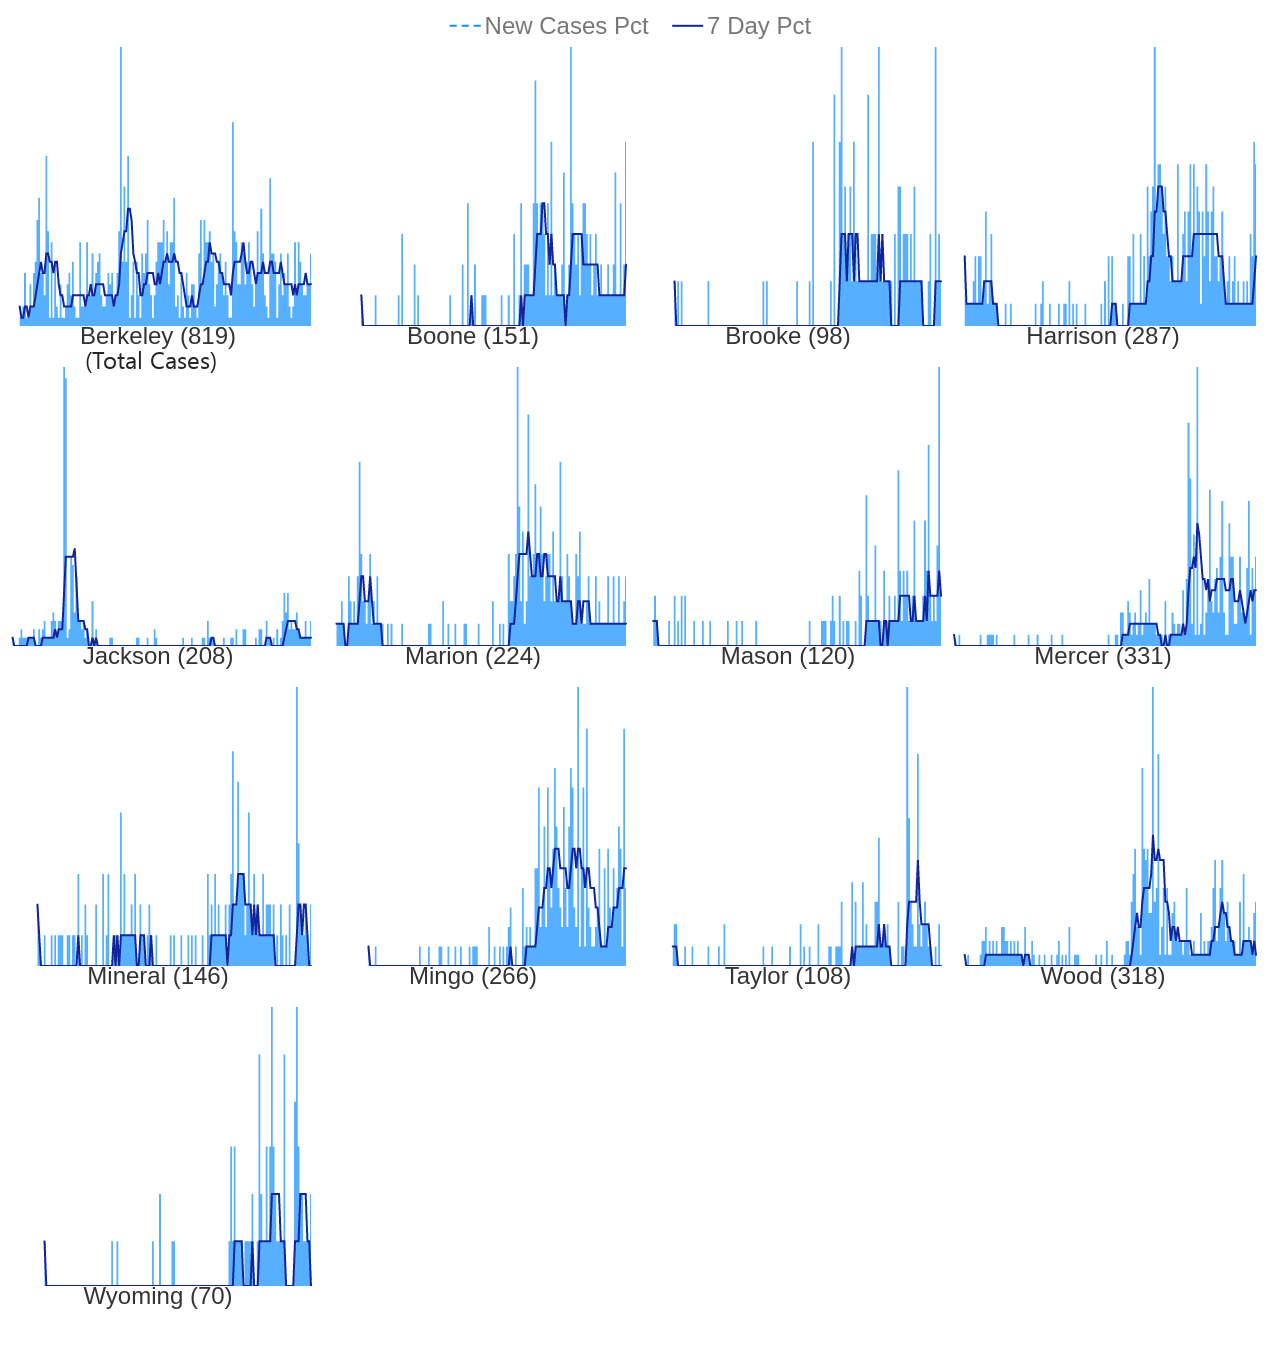 New Cases Pct 7 Day Pct
Berkeley (819) Boone (151) Brooke (98) Harrison (287)
(Total Cases)
Jackson (208) Marion (224) Mason (120) Mercer (331)
Mineral (146) Mingo (266) Taylor (108) Wood (318)
Wyoming (70)